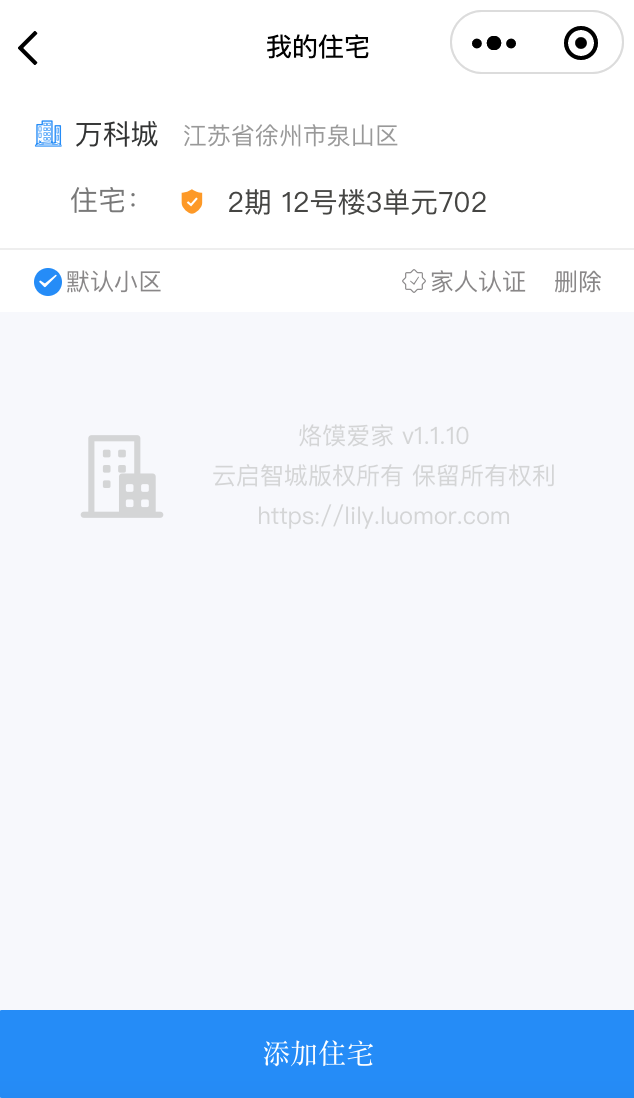 我的住宅
万科城 江苏省徐州市泉山区
住宅： 2期 12号楼3单元702
默认小区 家人认证 删除
烙馍爱家 v1.1.10
云启智城版权所有 保留所有权利
https://lily.luomor.com
添加住宅